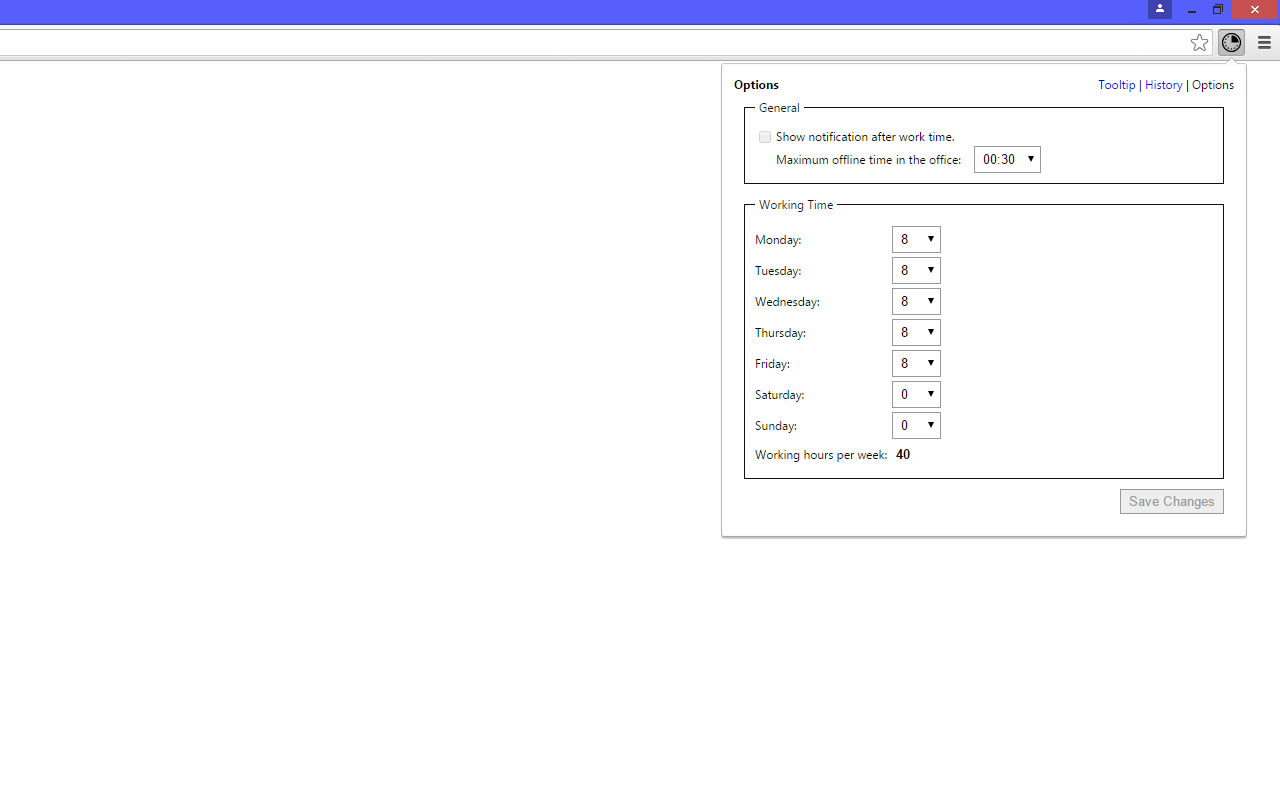 Options
Tooltip | History | Options
General
Show notification after work time.
Maximum offline time in the office: 00:30
Working Time
Monday: 8
Tuesday: 8
Wednesday: 8
Thursday: 8
Friday: 8
Saturday: 0
Sunday: 0
Working hours per week: 40
Save Changes